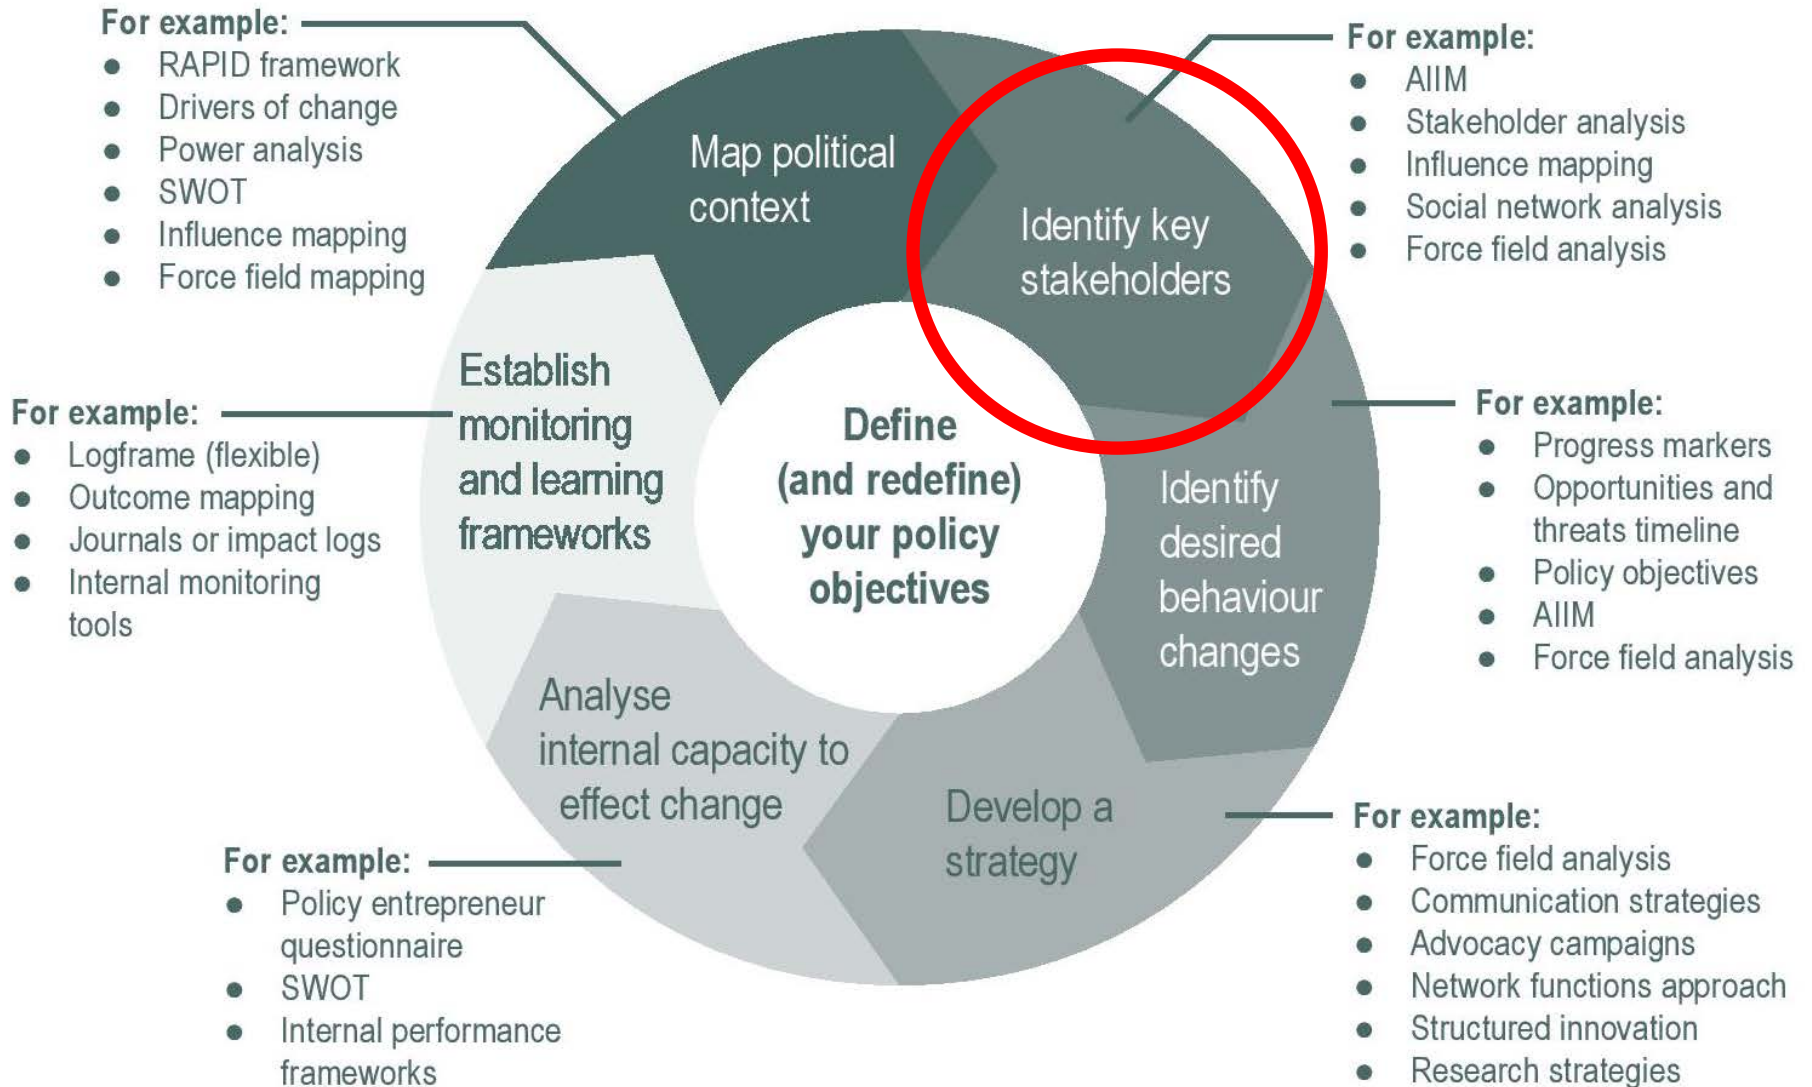 For example:
● RAPID framework
● Drivers of change
● Power analysis
● SWOT
● Influence mapping
● Force field mapping
Map political
context
For example:
● AIIM
● Stakeholder analysis
● Influence mapping
● Social network analysis
● Force field analysis
Identify key
stakeholders
For example:
● Progress markers
● Opportunities and
threats timeline
● Policy objectives
● AIIM
● Force field analysis
Identify
desired
behaviour
changes
For example:
● Force field analysis
● Communication strategies
● Advocacy campaigns
● Network functions approach
● Structured innovation
● Research strategies
Develop a
strategy
For example:
● Policy entrepreneur
questionnaire
● SWOT
● Internal performance
frameworks
Analyse
internal capacity to
effect change
For example:
● Logframe (flexible)
● Outcome mapping
● Journals or impact logs
● Internal monitoring
tools
Establish
monitoring
and learning
frameworks
Define
(and redefine)
your policy
objectives